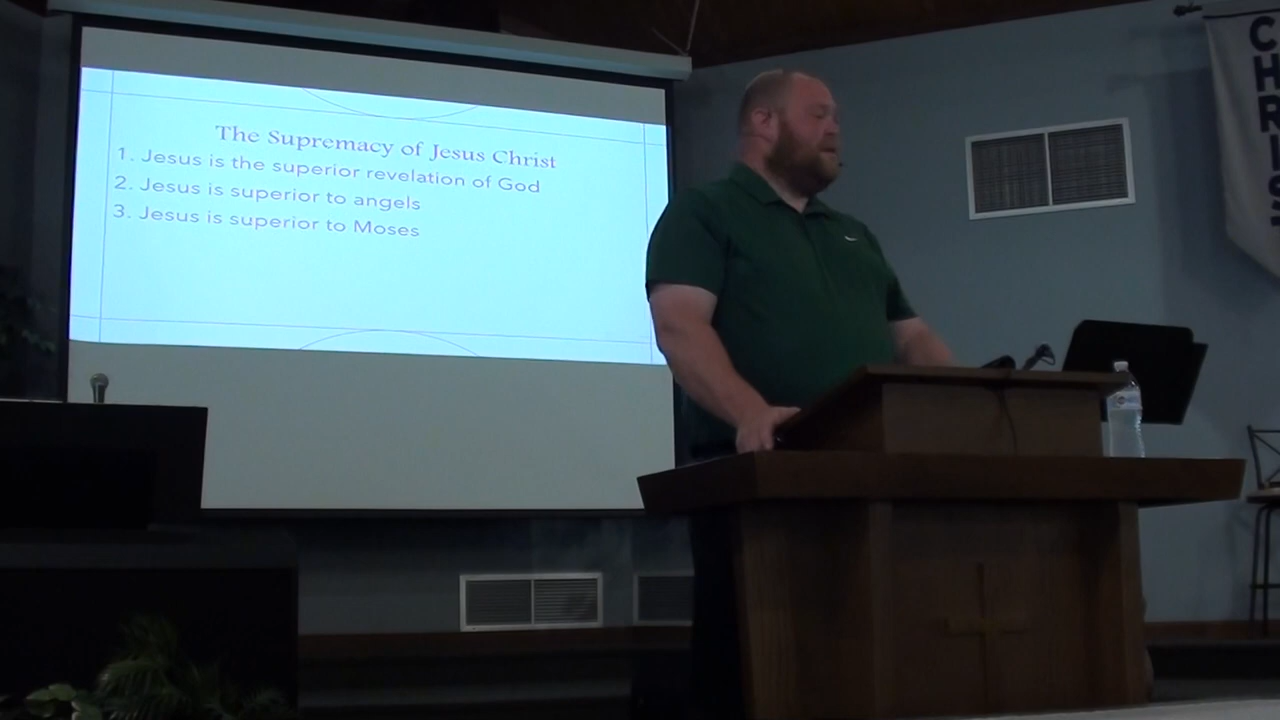 The Supremacy of Jesus Christ
1. Jesus is the superior revelation of God
2. Jesus is superior to angels
3. Jesus is superior to Moses
CHRIS